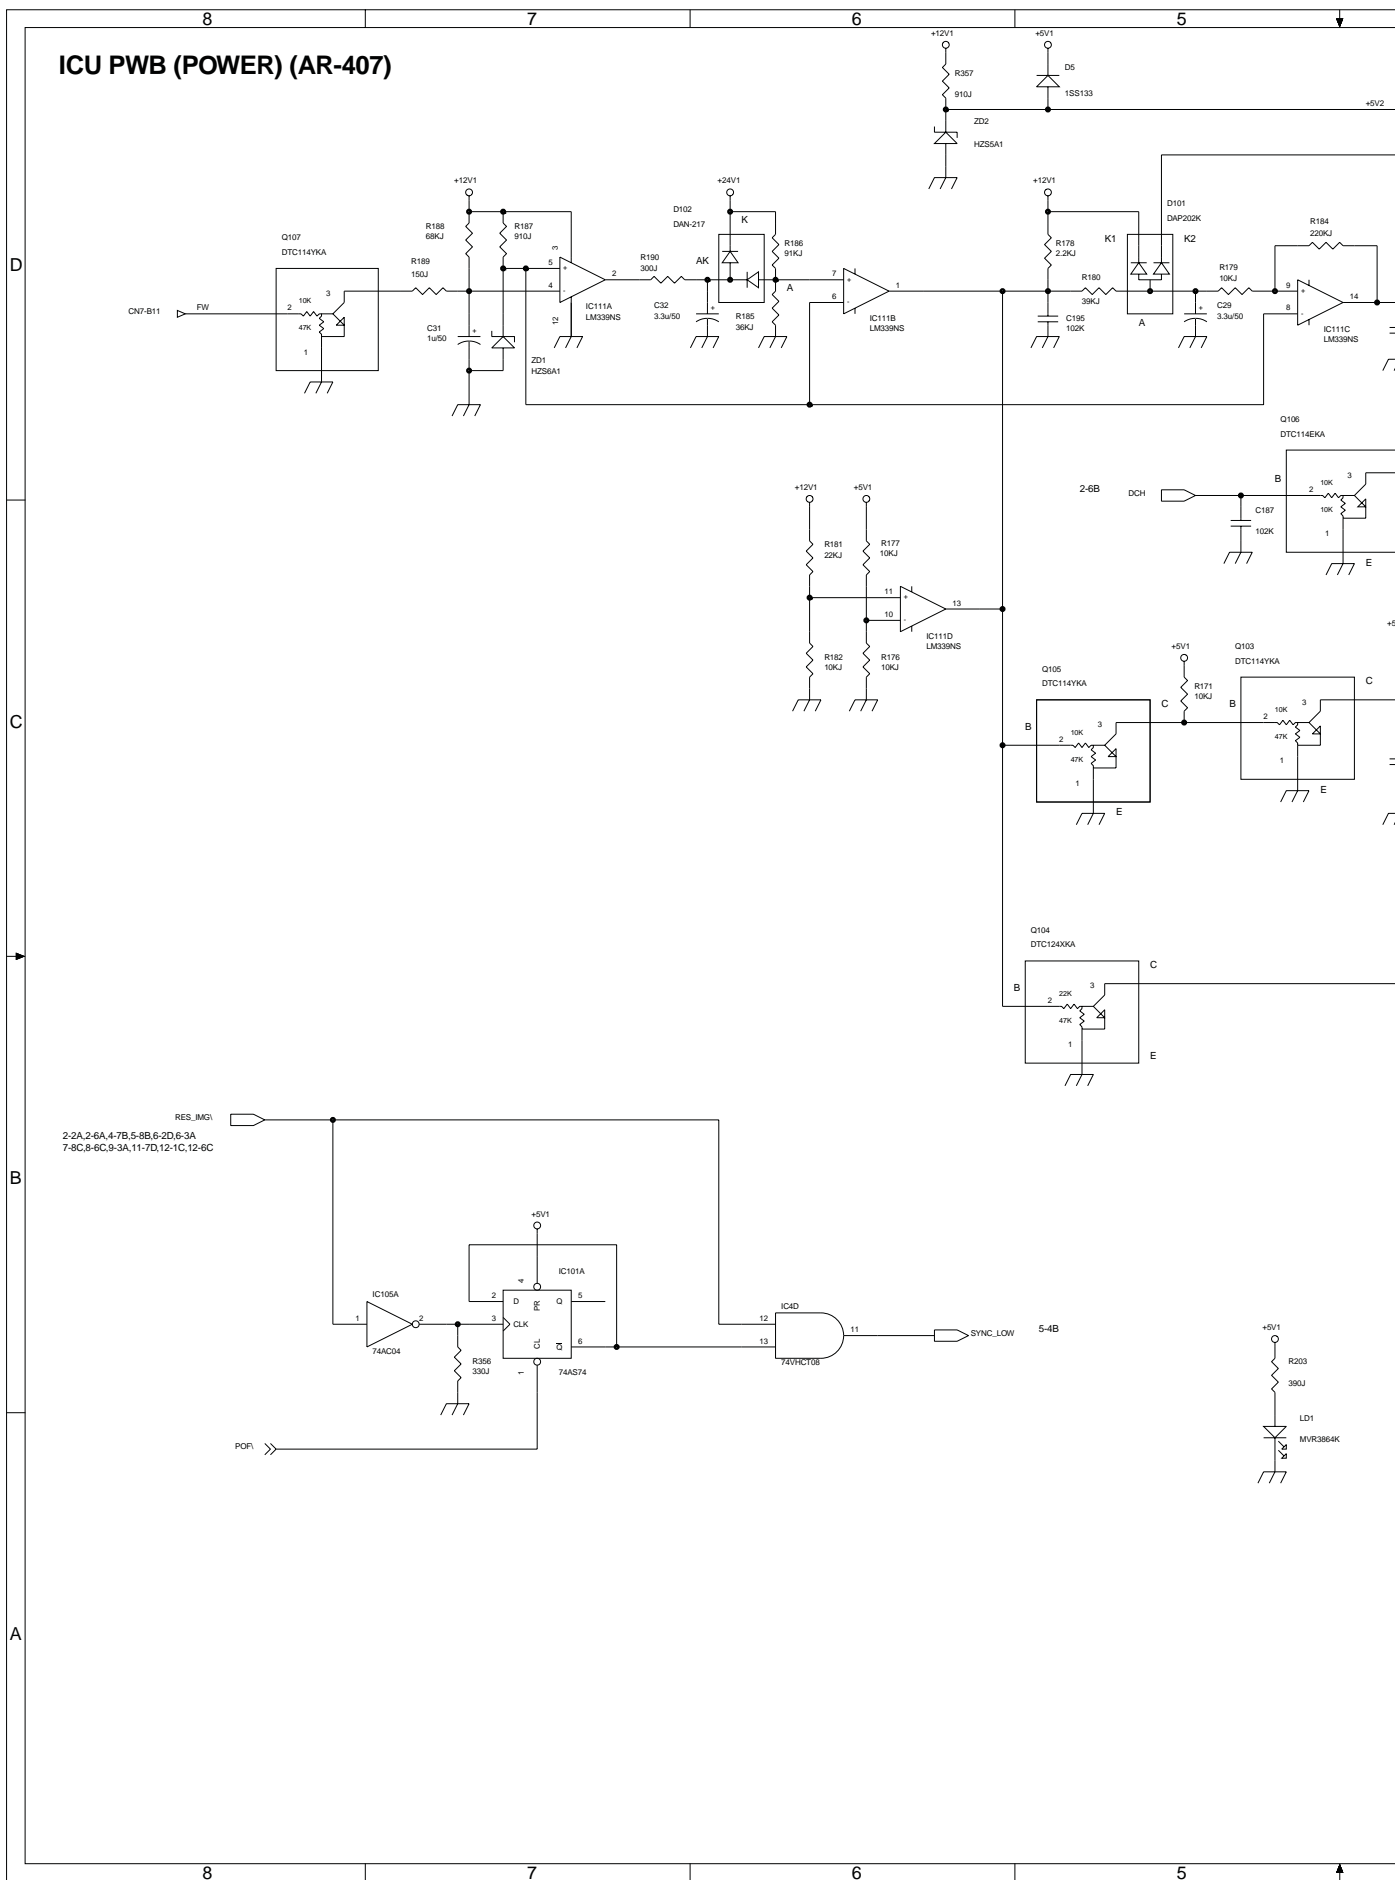 8
7
6
5
ICU PWB (POWER) (AR-407)
+12V1
R357
910J
+5V1
D5
1SS133
+5V2
ZD2
HZS5A1
D
Q107
DTC114YKA
CN7-B11
FW
2
10K
47K
3
1
R189
150J
+12V1
R188
68KJ
R187
910J
C31
1u/50
+
ZD1
HZS6A1
3
5
+
4
-
12
2
IC111A
LM339NS
R190
300J
+24V1
D102
DAN-217
K
AK
A
C32
3.3u/50
+
R186
91KJ
R185
36KJ
7
+
6
-
1
IC111B
LM339NS
+12V1
R178
2.2KJ
C195
102K
R180
39KJ
D101
DAP202K
K1
K2
A
R179
10KJ
C29
3.3u/50
+
R184
220KJ
9
+
8
-
14
IC111C
LM339NS
Q106
DTC114EKA
2-6B
DCH
C187
102K
B
2
10K
10K
3
1
E
+12V1
R181
22KJ
R182
10KJ
+5V1
R177
10KJ
R176
10KJ
11
+
10
-
13
IC111D
LM339NS
C
Q105
DTC114YKA
B
2
10K
47K
3
1
C
E
+5V1
R171
10KJ
Q103
DTC114YKA
B
2
10K
47K
3
1
C
E
Q104
DTC124XKA
B
2
22K
47K
3
1
C
E
B
RES_IMG\
2-2A,2-6A,4-7B,5-8B,6-2D,6-3A
7-8C,8-6C,9-3A,11-7D,12-1C,12-6C
IC105A
1
2
74AC04
R356
330J
+5V1
IC101A
4
2
D
PR
Q
5
3
CLK
CL
Q\
6
1
74AS74
POF\
IC4D
12
13
11
74VHCT08
SYNC_LOW
5-4B
+5V1
R203
390J
LD1
MVR3864K
A
8
7
6
5